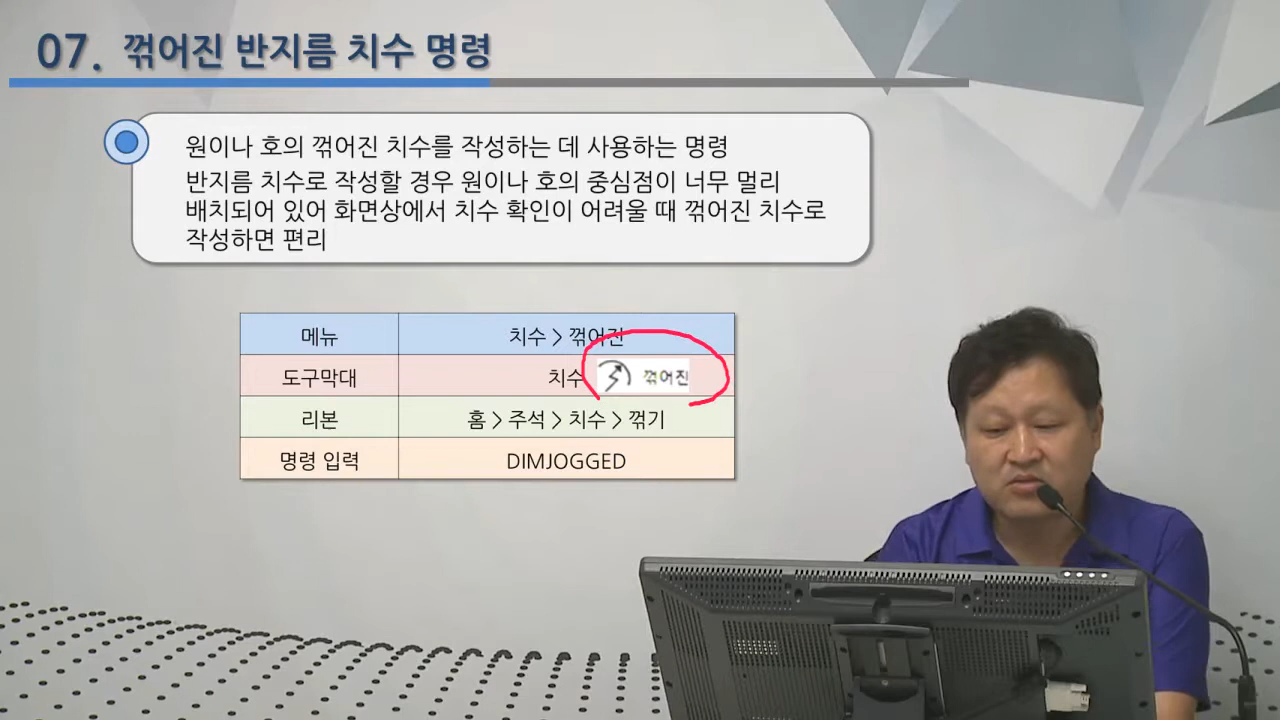 07. 꺾어진 반지름 치수 명령
원이나 호의 꺾어진 치수를 작성하는 데 사용하는 명령
반지름 치수로 작성할 경우 원이나 호의 중심점이 너무 멀리
배치되어 있어 화면상에서 치수 확인이 어려울 때 꺾어진 치수로
작성하면 편리
메뉴 치수 > 꺾어진
도구막대 치수 꺾어진
리본 홈 > 주석 > 치수 > 꺾기
명령 입력 DIMJOGGED